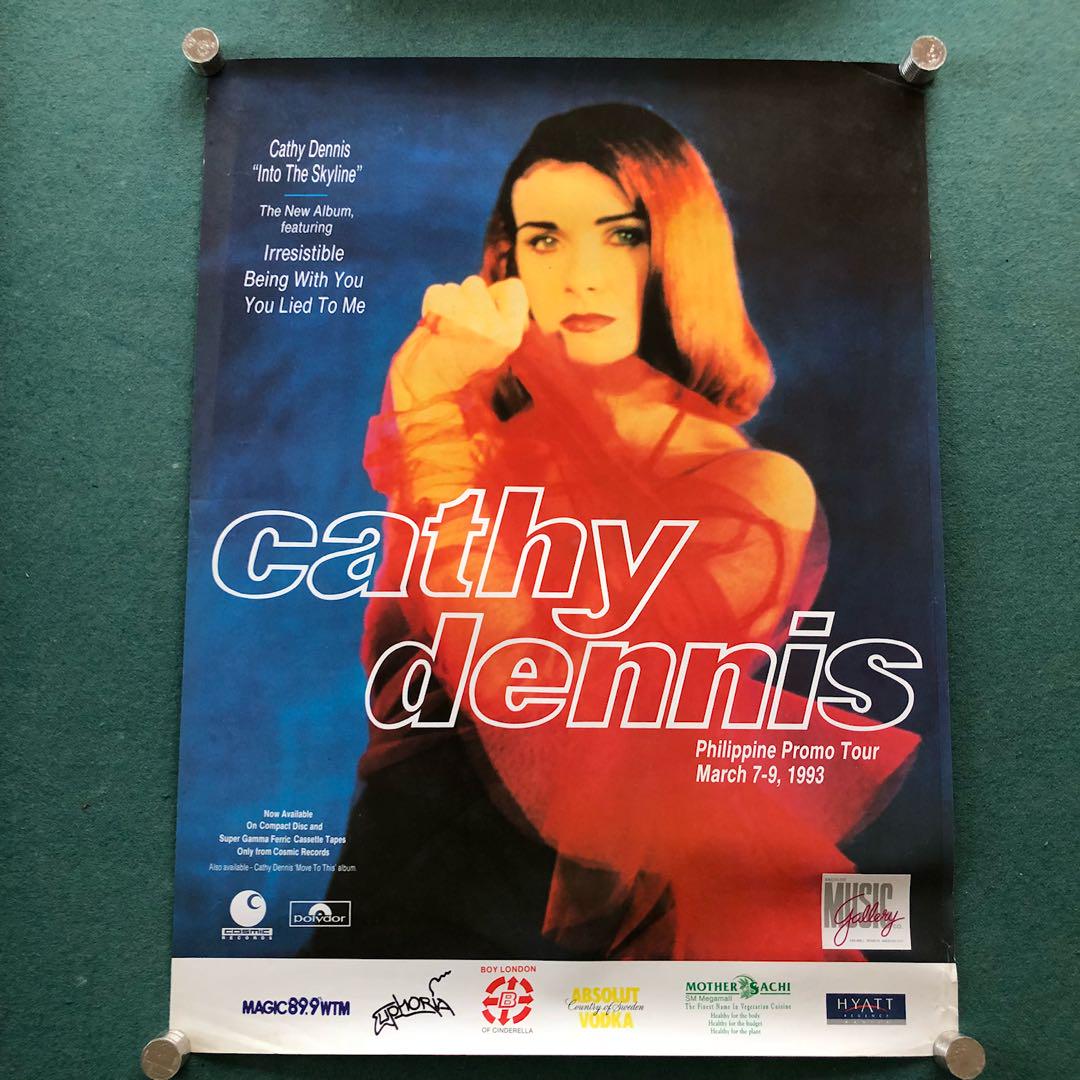 Cathy Dennis
"Into The Skyline"
The New Album,
featuring
Irresistible
Being With You
You Lied To Me
cathy
dennis
Philippine Promo Tour
March 7-9, 1993
Now Available
On Compact Disc and
Super Gamma Ferric Cassette Tapes
Only from Cosmic Records
Also available - Cathy Dennis 'Move To This' album.
COSMIC
RECORDS
polydor
MUSIC
Gallery
MAGIC 89.9 WTM
EUPHORIA
BOY LONDON
B
OF CINDERELLA
ABSOLUT
Country of Sweden
VODKA
MOTHER SACHI
SM Megamall
The Finest Name In Vegetarian Cuisine
Healthy for the body
Healthy for the budget
Healthy for the planet
HYATT
REGENCY
MANILA